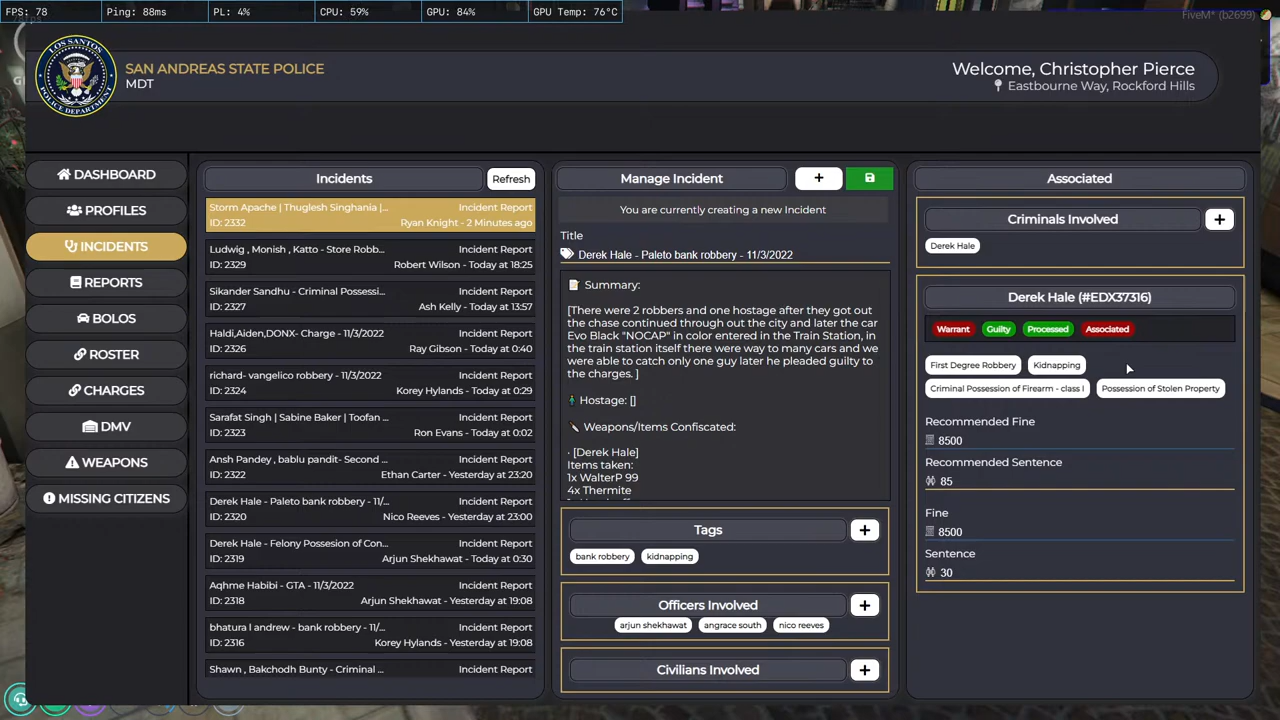 FPS: 78
Ping: 88ms
PL: 4%
CPU: 59%
GPU: 84%
GPU Temp: 76°C
FiveM* (b2699)
LOS SANTOS
POLICE DEPARTMENT
SAN ANDREAS STATE POLICE
MDT
Welcome, Christopher Pierce
Eastbourne Way, Rockford Hills
DASHBOARD
PROFILES
INCIDENTS
REPORTS
BOLOS
ROSTER
CHARGES
DMV
WEAPONS
MISSING CITIZENS
Incidents
Refresh
Storm Apache | Thuglesh Singhania |... Incident Report
ID: 2332 Ryan Knight - 2 Minutes ago
Ludwig , Monish , Katto - Store Robb... Incident Report
ID: 2329 Robert Wilson - Today at 18:25
Sikander Sandhu - Criminal Possessi... Incident Report
ID: 2327 Ash Kelly - Today at 13:57
Haldi,Aiden,DONX- Charge - 11/3/2022 Incident Report
ID: 2326 Ray Gibson - Today at 0:40
richard- vangelico robbery - 11/3/2022 Incident Report
ID: 2324 Korey Hylands - Today at 0:29
Sarafat Singh | Sabine Baker | Toofan ... Incident Report
ID: 2323 Ron Evans - Today at 0:02
Ansh Pandey , bablu pandit- Second ... Incident Report
ID: 2322 Ethan Carter - Yesterday at 23:20
Derek Hale - Paleto bank robbery - 11/... Incident Report
ID: 2320 Nico Reeves - Yesterday at 23:00
Derek Hale - Felony Possesion of Con... Incident Report
ID: 2319 Arjun Shekhawat - Today at 0:30
Aqhme Habibi - GTA - 11/3/2022 Incident Report
ID: 2318 Arjun Shekhawat - Yesterday at 19:08
bhatura l andrew - bank robbery - 11/... Incident Report
ID: 2316 Korey Hylands - Yesterday at 19:08
Shawn , Bakchodh Bunty - Criminal ... Incident Report
Manage Incident
+
You are currently creating a new Incident
Title
Derek Hale - Paleto bank robbery - 11/3/2022
Summary:
[There were 2 robbers and one hostage after they got out
the chase continued through out the city and later the car
Evo Black "NOCAP" in color entered in the Train Station, in
the train station itself there were way to many cars and we
we able to catch only one guy later he pleaded guilty to
the charges. ]
Hostage: []
Weapons/Items Confiscated:
· [Derek Hale]
Items taken:
1x WalterP 99
4x Thermite
Tags
+
bank robbery
kidnapping
Officers Involved
+
arjun shekhawat
angrace south
nico reeves
Civilians Involved
+
Associated
Criminals Involved
+
Derek Hale
Derek Hale (#EDX37316)
Warrant
Guilty
Processed
Associated
First Degree Robbery
Kidnapping
Criminal Possession of Firearm - class I
Possession of Stolen Property
Recommended Fine
8500
Recommended Sentence
85
Fine
8500
Sentence
30